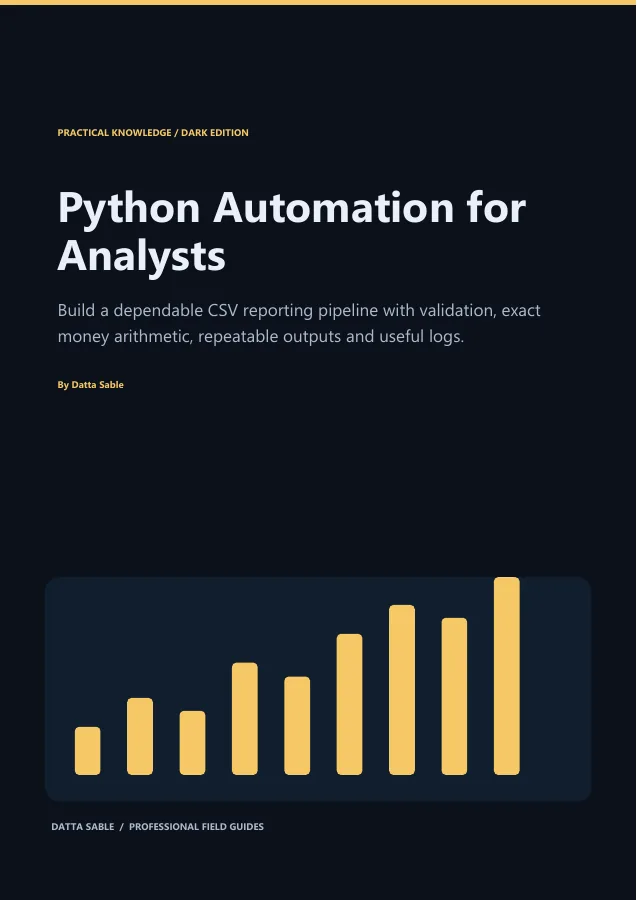 PRACTICAL KNOWLEDGE / DARK EDITION
Python Automation for
Analysts
Build a dependable CSV reporting pipeline with validation, exact
money arithmetic, repeatable outputs and useful logs.
By Datta Sable
DATTA SABLE / PROFESSIONAL FIELD GUIDES